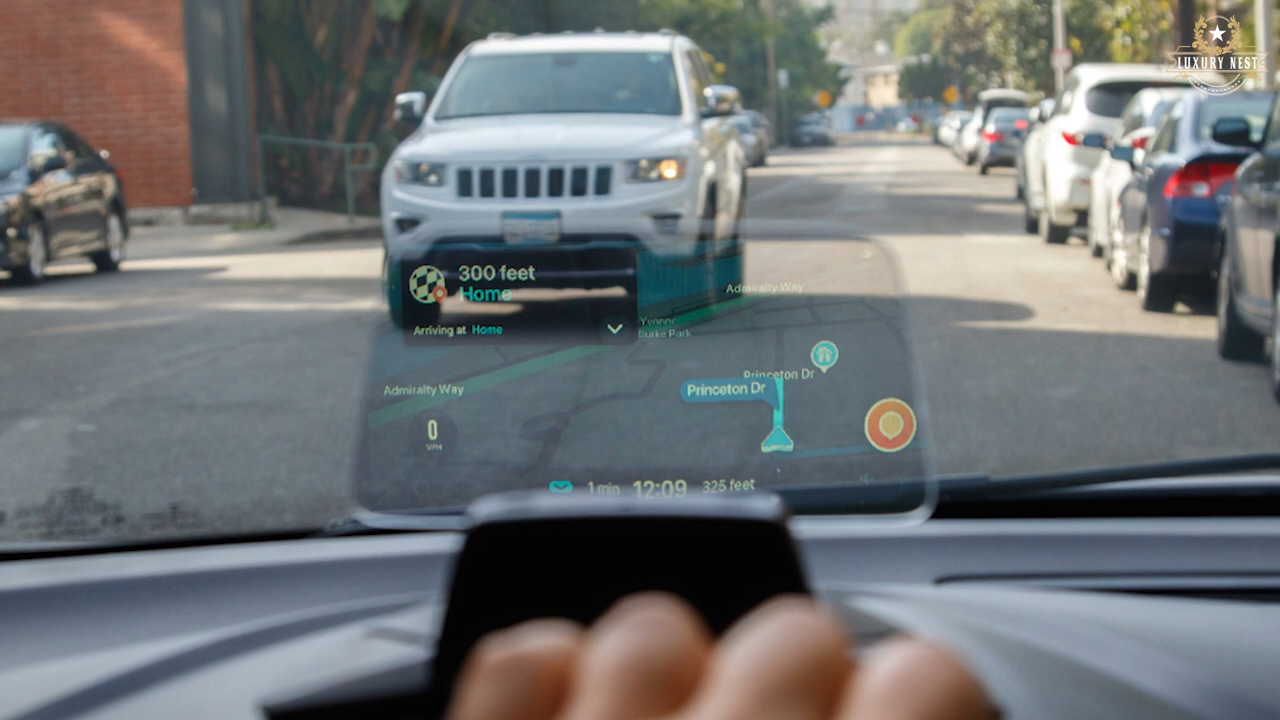 LUXURY NEST
300 feet
Home
Arriving at Home
Admiralty Way
Yvonne
Burke Park
Admiralty Way
Princeton Dr
Princeton Dr
0
1 min 12:09 325 feet